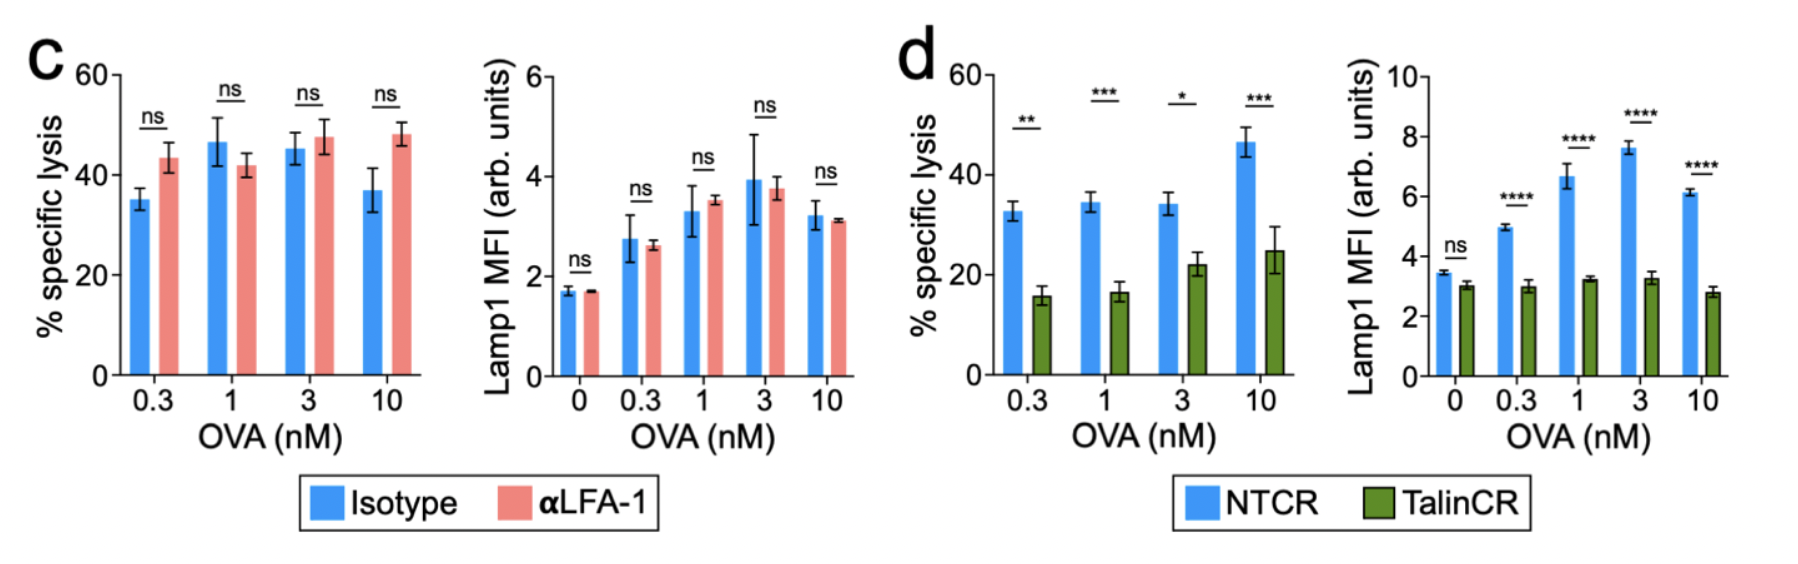 c
% specific lysis
60
40
20
0
ns
ns
ns
ns
0.3
1
3
10
OVA (nM)
Lamp1 MFI (arb. units)
6
4
2
0
ns
ns
ns
ns
ns
0
0.3
1
3
10
OVA (nM)
Isotype
αLFA-1
d
% specific lysis
60
40
20
0
**
***
*
***
0.3
1
3
10
OVA (nM)
Lamp1 MFI (arb. units)
10
8
6
4
2
0
ns
****
****
****
****
0
0.3
1
3
10
OVA (nM)
NTCR
TalinCR